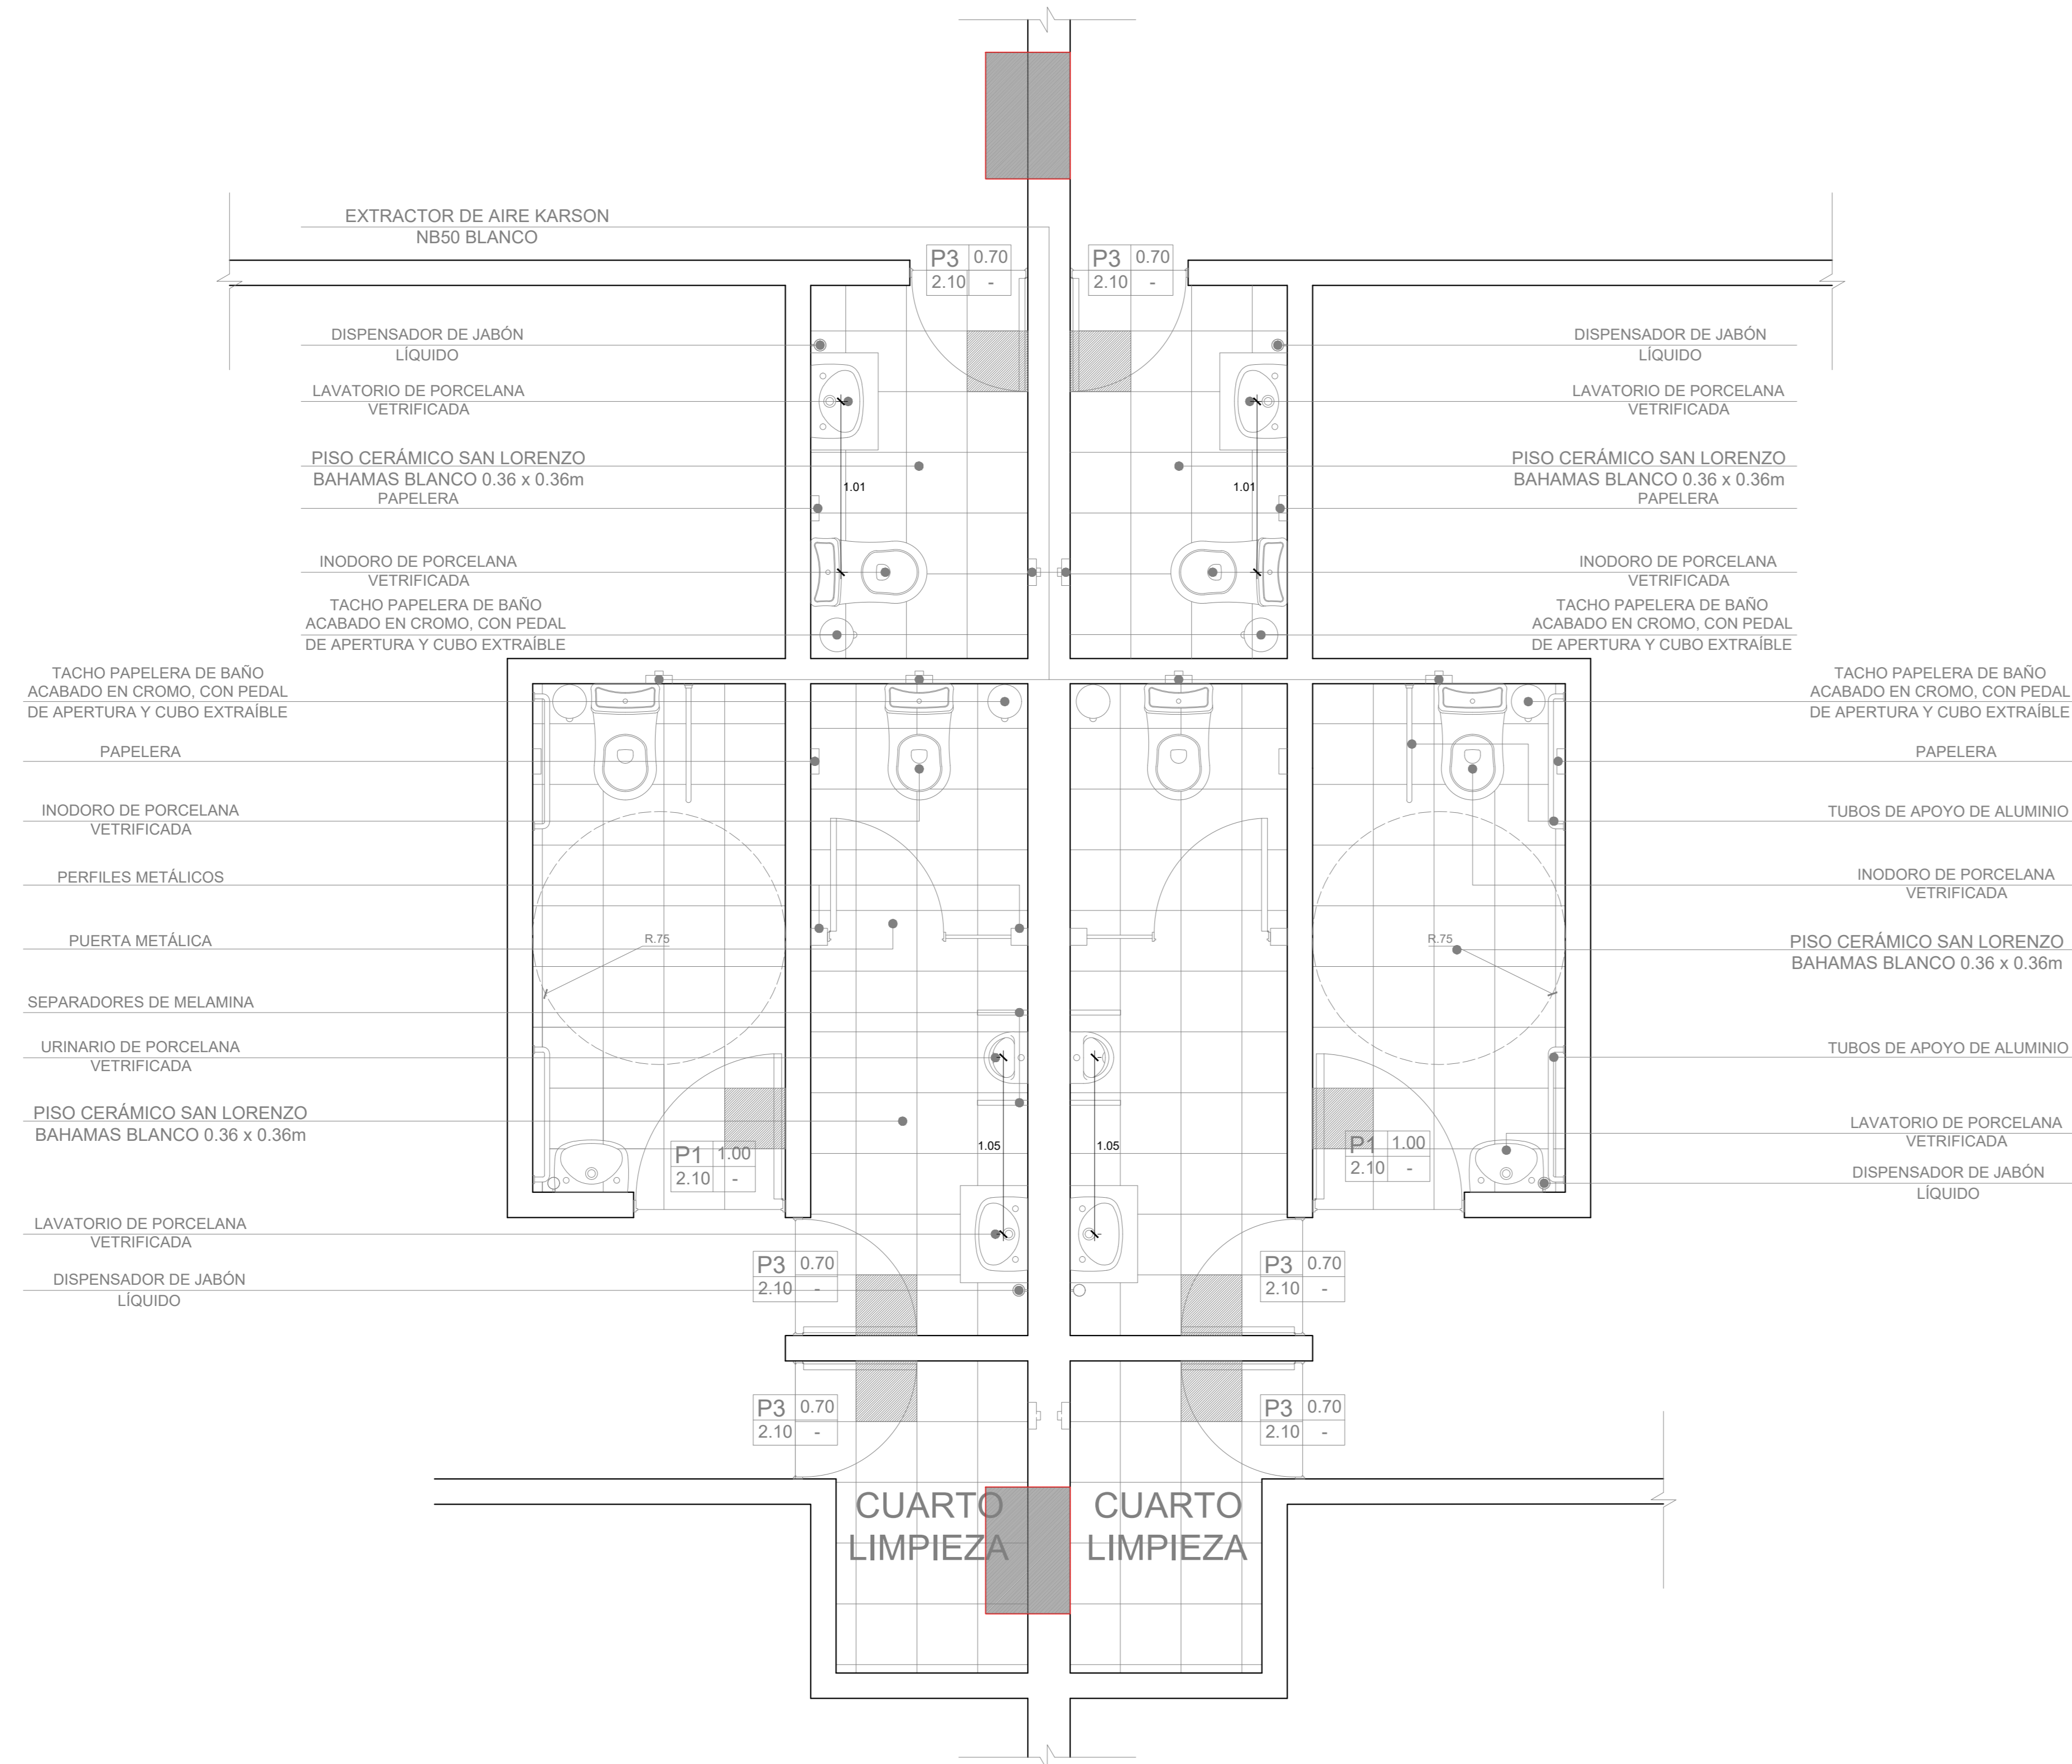 EXTRACTOR DE AIRE KARSON
NB50 BLANCO
P3 0.70
2.10 -
P3 0.70
2.10 -
DISPENSADOR DE JABÓN
LÍQUIDO
LAVATORIO DE PORCELANA
VETRIFICADA
PISO CERÁMICO SAN LORENZO
BAHAMAS BLANCO 0.36 x 0.36m
PAPELERA
INODORO DE PORCELANA
VETRIFICADA
TACHO PAPELERA DE BAÑO
ACABADO EN CROMO, CON PEDAL
DE APERTURA Y CUBO EXTRAÍBLE
1.01
1.01
DISPENSADOR DE JABÓN
LÍQUIDO
LAVATORIO DE PORCELANA
VETRIFICADA
PISO CERÁMICO SAN LORENZO
BAHAMAS BLANCO 0.36 x 0.36m
PAPELERA
INODORO DE PORCELANA
VETRIFICADA
TACHO PAPELERA DE BAÑO
ACABADO EN CROMO, CON PEDAL
DE APERTURA Y CUBO EXTRAÍBLE
TACHO PAPELERA DE BAÑO
ACABADO EN CROMO, CON PEDAL
DE APERTURA Y CUBO EXTRAÍBLE
PAPELERA
INODORO DE PORCELANA
VETRIFICADA
PERFILES METÁLICOS
PUERTA METÁLICA
SEPARADORES DE MELAMINA
URINARIO DE PORCELANA
VETRIFICADA
PISO CERÁMICO SAN LORENZO
BAHAMAS BLANCO 0.36 x 0.36m
LAVATORIO DE PORCELANA
VETRIFICADA
DISPENSADOR DE JABÓN
LÍQUIDO
R.75
R.75
1.05
1.05
P1 1.00
2.10 -
P1 1.00
2.10 -
TACHO PAPELERA DE BAÑO
ACABADO EN CROMO, CON PEDAL
DE APERTURA Y CUBO EXTRAÍBLE
PAPELERA
TUBOS DE APOYO DE ALUMINIO
INODORO DE PORCELANA
VETRIFICADA
PISO CERÁMICO SAN LORENZO
BAHAMAS BLANCO 0.36 x 0.36m
TUBOS DE APOYO DE ALUMINIO
LAVATORIO DE PORCELANA
VETRIFICADA
DISPENSADOR DE JABÓN
LÍQUIDO
P3 0.70
2.10 -
P3 0.70
2.10 -
P3 0.70
2.10 -
P3 0.70
2.10 -
CUARTO
LIMPIEZA
CUARTO
LIMPIEZA